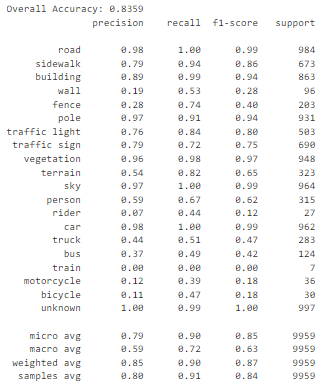 Overall Accuracy: 0.8359
precision recall f1-score support
road 0.98 1.00 0.99 984
sidewalk 0.79 0.94 0.86 673
building 0.89 0.99 0.94 863
wall 0.19 0.53 0.28 96
fence 0.28 0.74 0.40 203
pole 0.97 0.91 0.94 931
traffic light 0.76 0.84 0.80 503
traffic sign 0.79 0.72 0.75 690
vegetation 0.96 0.98 0.97 948
terrain 0.54 0.82 0.65 323
sky 0.97 1.00 0.99 964
person 0.59 0.67 0.62 315
rider 0.07 0.44 0.12 27
car 0.98 1.00 0.99 962
truck 0.44 0.51 0.47 283
bus 0.37 0.49 0.42 124
train 0.00 0.00 0.00 7
motorcycle 0.12 0.39 0.18 36
bicycle 0.11 0.47 0.18 30
unknown 1.00 0.99 1.00 997
micro avg 0.79 0.90 0.85 9959
macro avg 0.59 0.72 0.63 9959
weighted avg 0.85 0.90 0.87 9959
samples avg 0.80 0.91 0.84 9959